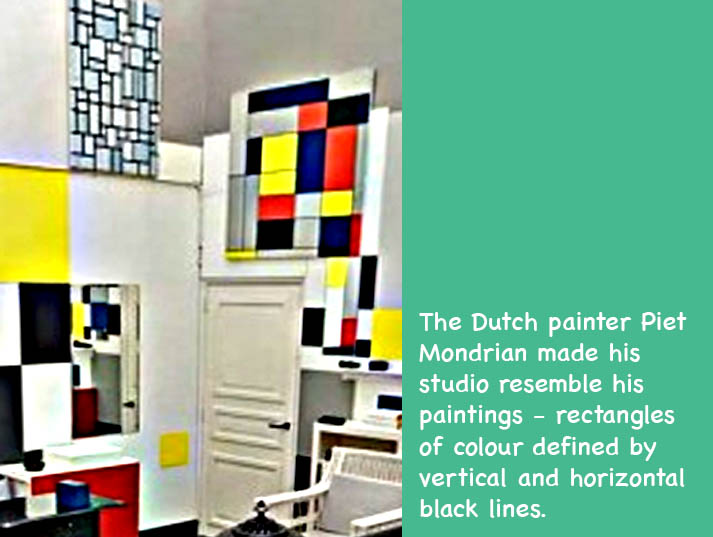 The Dutch painter Piet
Mondrian made his
studio resemble his
paintings – rectangles
of colour defined by
vertical and horizontal
black lines.